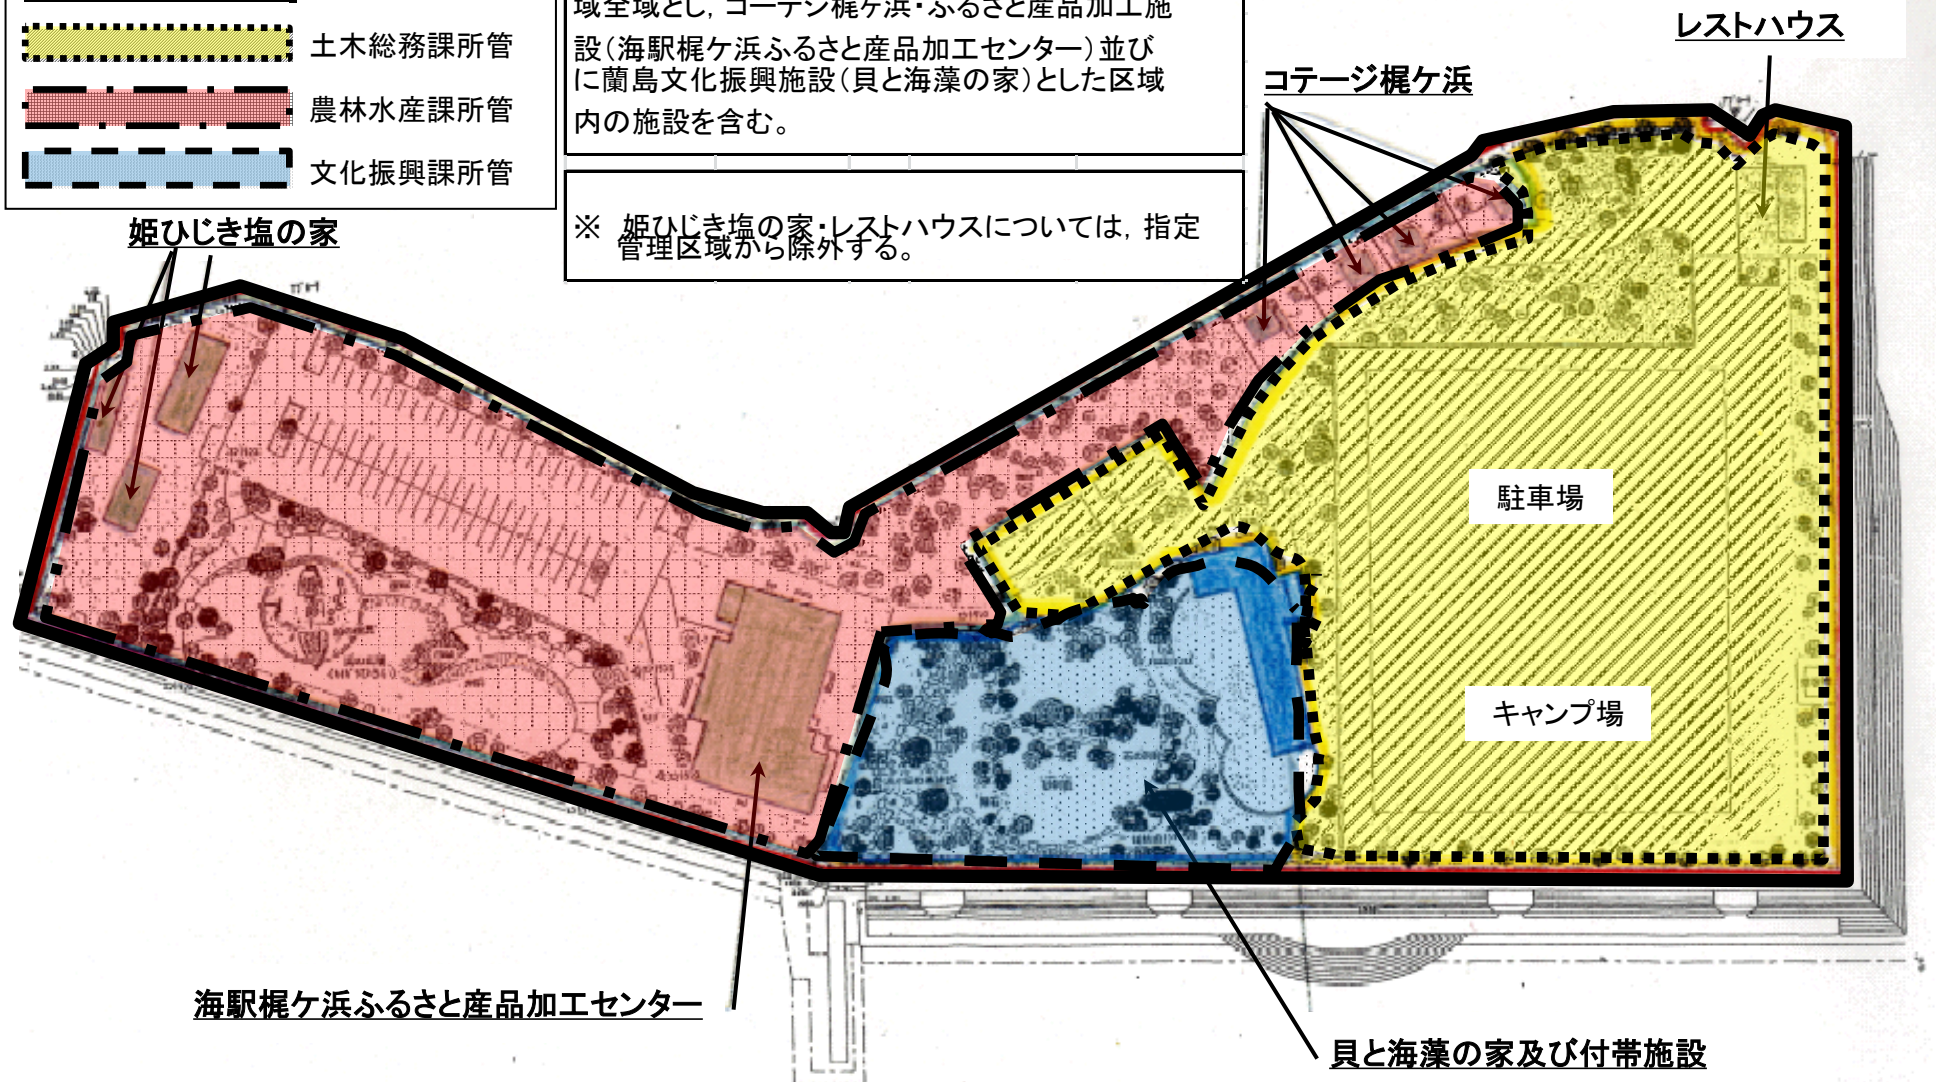 土木総務課所管
農林水産課所管
文化振興課所管
域全域とし，コーテジ梶ヶ浜・ふるさと産品加工施
設（海駅梶ケ浜ふるさと産品加工センター）並び
に蘭島文化振興施設（貝と海藻の家）とした区域
内の施設を含む。
※　姫ひじき塩の家・レストハウスについては，指定
管理区域から除外する。
レストハウス
コテージ梶ケ浜
姫ひじき塩の家
駐車場
キャンプ場
海駅梶ケ浜ふるさと産品加工センター
貝と海藻の家及び付帯施設